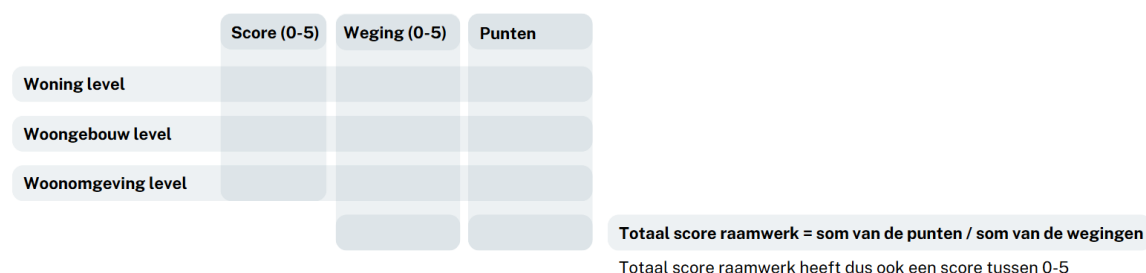 Score (0-5) Weging (0-5) Punten
Woning level
Woongebouw level
Woonomgeving level
Totaal score raamwerk = som van de punten / som van de wegingen
Totaal score raamwerk heeft dus ook een score tussen 0-5